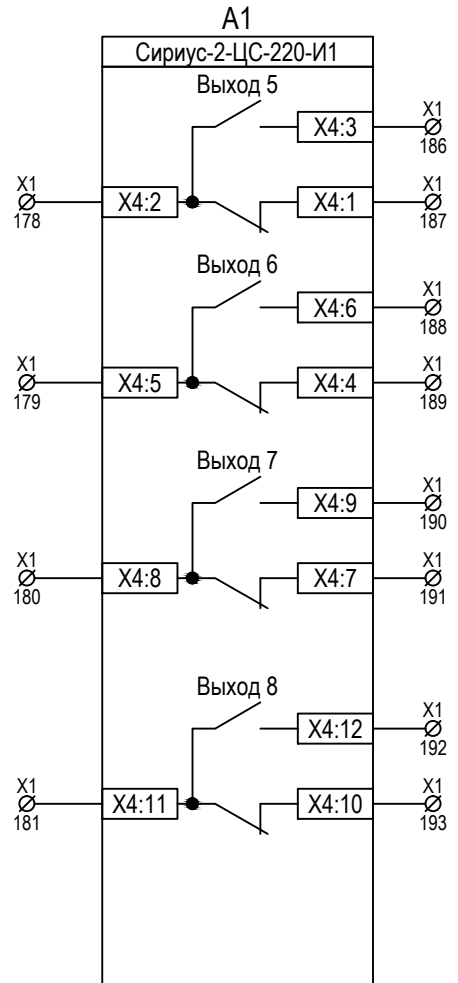 A1
Сириус-2-ЦС-220-И1
Выход 5
X4:3
X1
186
X1
178
X4:2
X4:1
X1
187
Выход 6
X4:6
X1
188
X1
179
X4:5
X4:4
X1
189
Выход 7
X4:9
X1
190
X1
180
X4:8
X4:7
X1
191
Выход 8
X4:12
X1
192
X1
181
X4:11
X4:10
X1
193